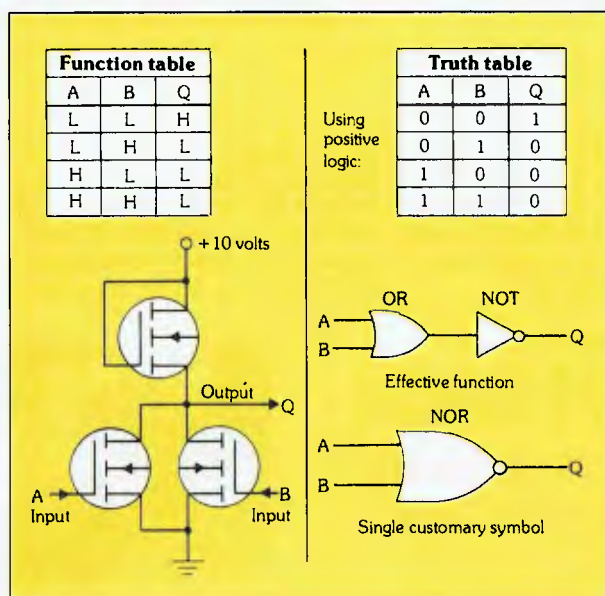 Function table
A B Q
L L H
L H L
H L L
H H L
+10 volts
Output
Q
A
Input
B
Input
Truth table
Using
positive
logic:
A B Q
0 0 1
0 1 0
1 0 0
1 1 0
OR NOT
A
B
Q
Effective function
NOR
A
B
Q
Single customary symbol